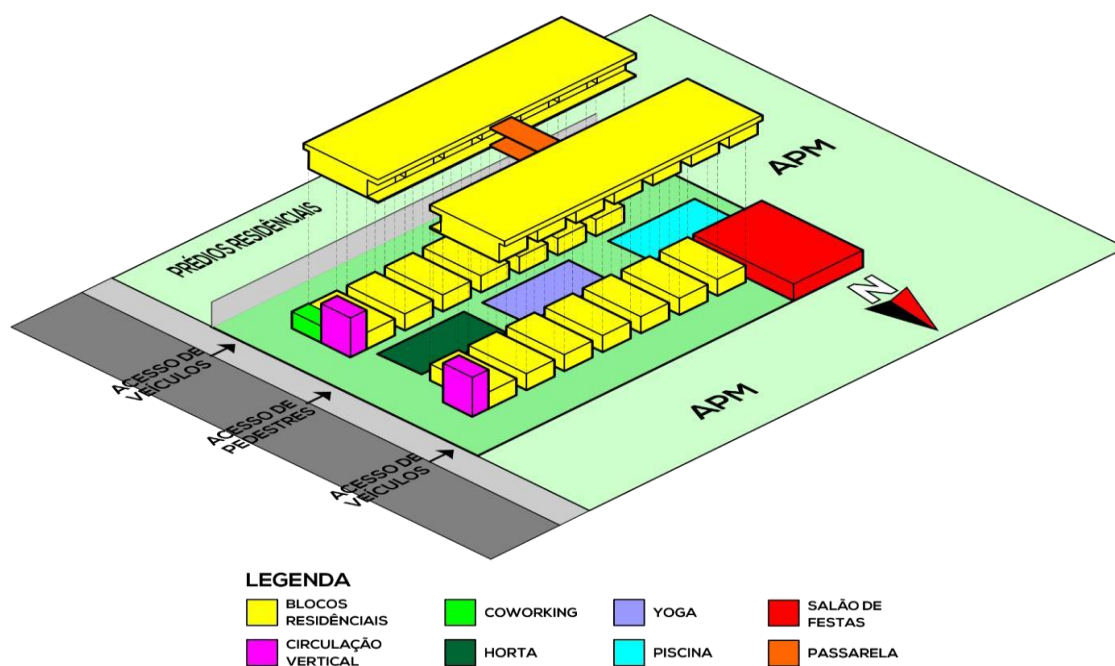 APM
PRÉDIOS RESIDÊNCIAIS
N
ACESSO DE
VEÍCULOS
APM
ACESSO DE
PEDESTRES
ACESSO DE
VEÍCULOS
LEGENDA
BLOCOS
RESIDÊNCIAIS
COWORKING
YOGA
SALÃO DE
FESTAS
CIRCULAÇÃO
VERTICAL
HORTA
PISCINA
PASSARELA